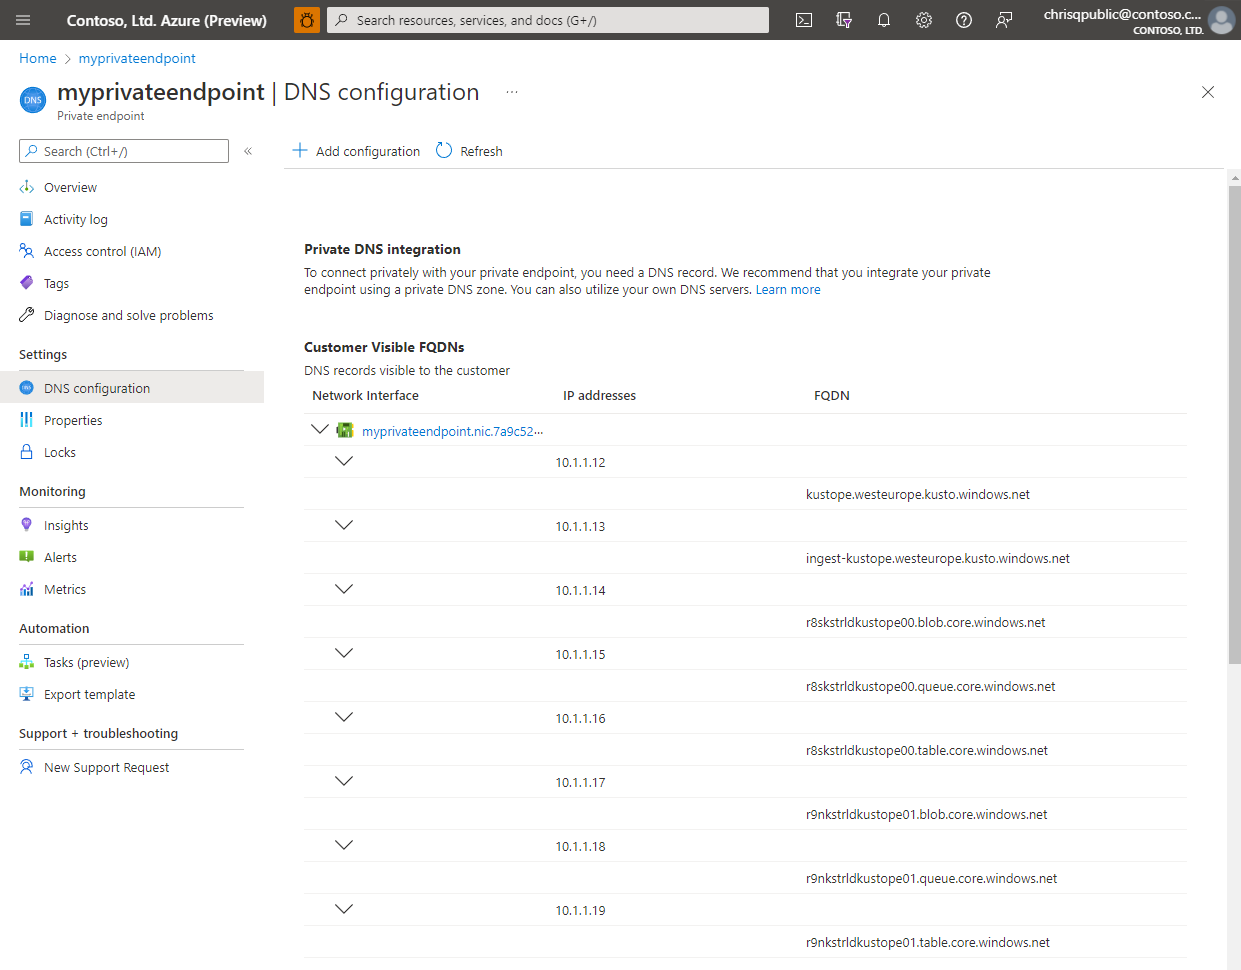 Contoso, Ltd. Azure (Preview)
Search resources, services, and docs (G+/)
chrisqpublic@contoso.c...
CONTOSO, LTD.
Home > myprivateendpoint
DNS
myprivateendpoint | DNS configuration ...
Private endpoint
Search (Ctrl+/) «
+ Add configuration Refresh
Overview
Activity log
Access control (IAM)
Tags
Diagnose and solve problems
Settings
DNS configuration
Properties
Locks
Monitoring
Insights
Alerts
Metrics
Automation
Tasks (preview)
Export template
Support + troubleshooting
New Support Request
Private DNS integration
To connect privately with your private endpoint, you need a DNS record. We recommend that you integrate your private
endpoint using a private DNS zone. You can also utilize your own DNS servers. Learn more
Customer Visible FQDNs
DNS records visible to the customer
Network Interface IP addresses FQDN
myprivateendpoint.nic.7a9c52...
10.1.1.12
kustope.westeurope.kusto.windows.net
10.1.1.13
ingest-kustope.westeurope.kusto.windows.net
10.1.1.14
r8skstrldkustope00.blob.core.windows.net
10.1.1.15
r8skstrldkustope00.queue.core.windows.net
10.1.1.16
r8skstrldkustope00.table.core.windows.net
10.1.1.17
r9nkstrldkustope01.blob.core.windows.net
10.1.1.18
r9nkstrldkustope01.queue.core.windows.net
10.1.1.19
r9nkstrldkustope01.table.core.windows.net